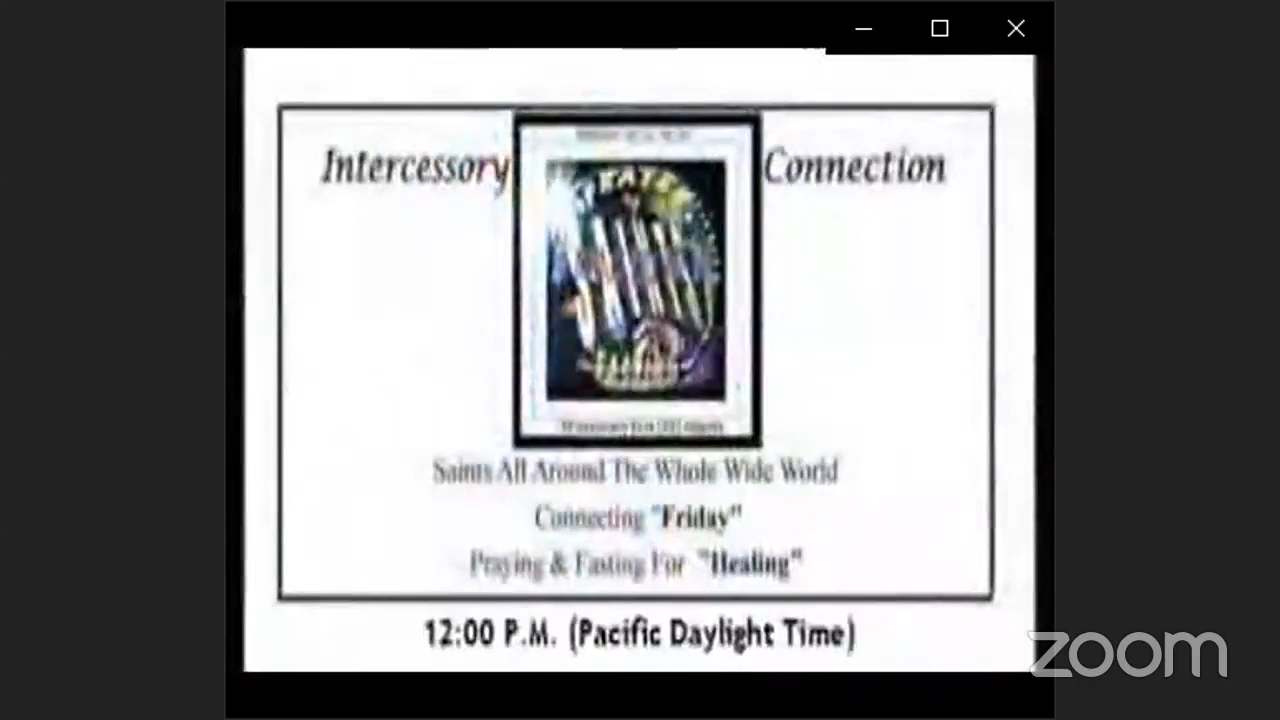 Intercessory Connection
Saints All Around The Whole Wide World
Connecting "Friday"
Praying & Fasting For "Healing"
12:00 P.M. (Pacific Daylight Time)
zoom